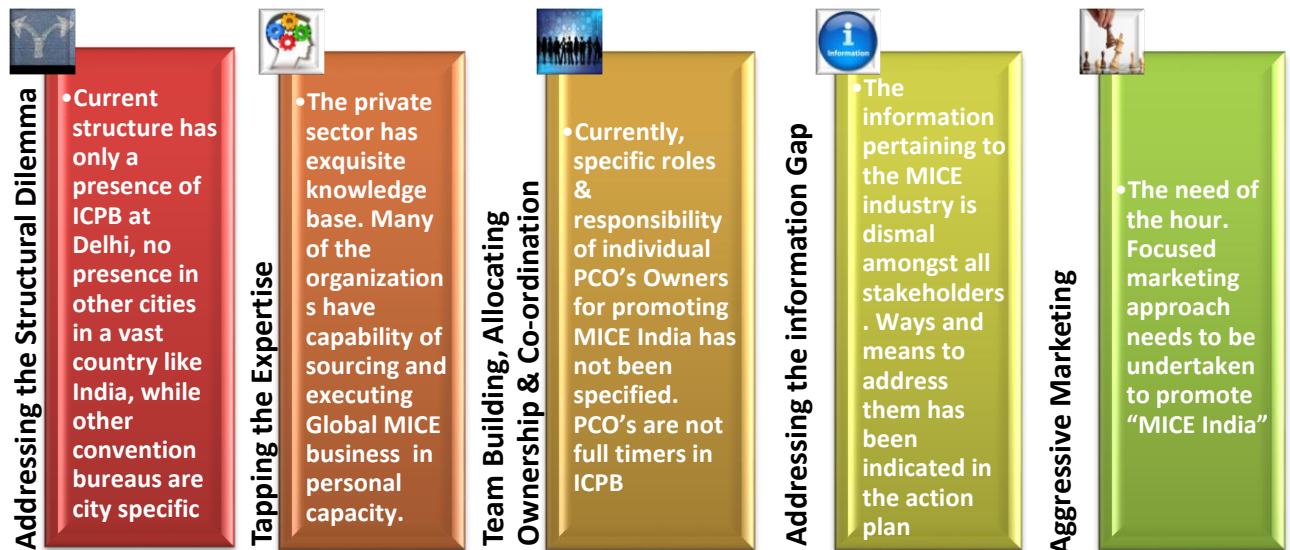 Addressing the Structural Dilemma
•Current
structure has
only a
presence of
ICPB at
Delhi, no
presence in
other cities
in a vast
country like
India, while
other
convention
bureaus are
city specific
Tapping the Expertise
•The private
sector has
exquisite
knowledge
base. Many
of the
organization
s have
capability of
sourcing and
executing
Global MICE
business in
personal
capacity.
Team Building, Allocating
Ownership & Co-ordination
•Currently,
specific roles
&
responsibility
of individual
PCO's Owners
for promoting
MICE India has
not been
specified.
PCO's are not
full timers in
ICPB
i
Information
Addressing the information Gap
•The
information
pertaining to
the MICE
industry is
dismal
amongst all
stakeholders
. Ways and
means to
address
them has
been
indicated in
the action
plan
Aggressive Marketing
•The need of
the hour.
Focused
marketing
approach
needs to be
undertaken
to promote
“MICE India”